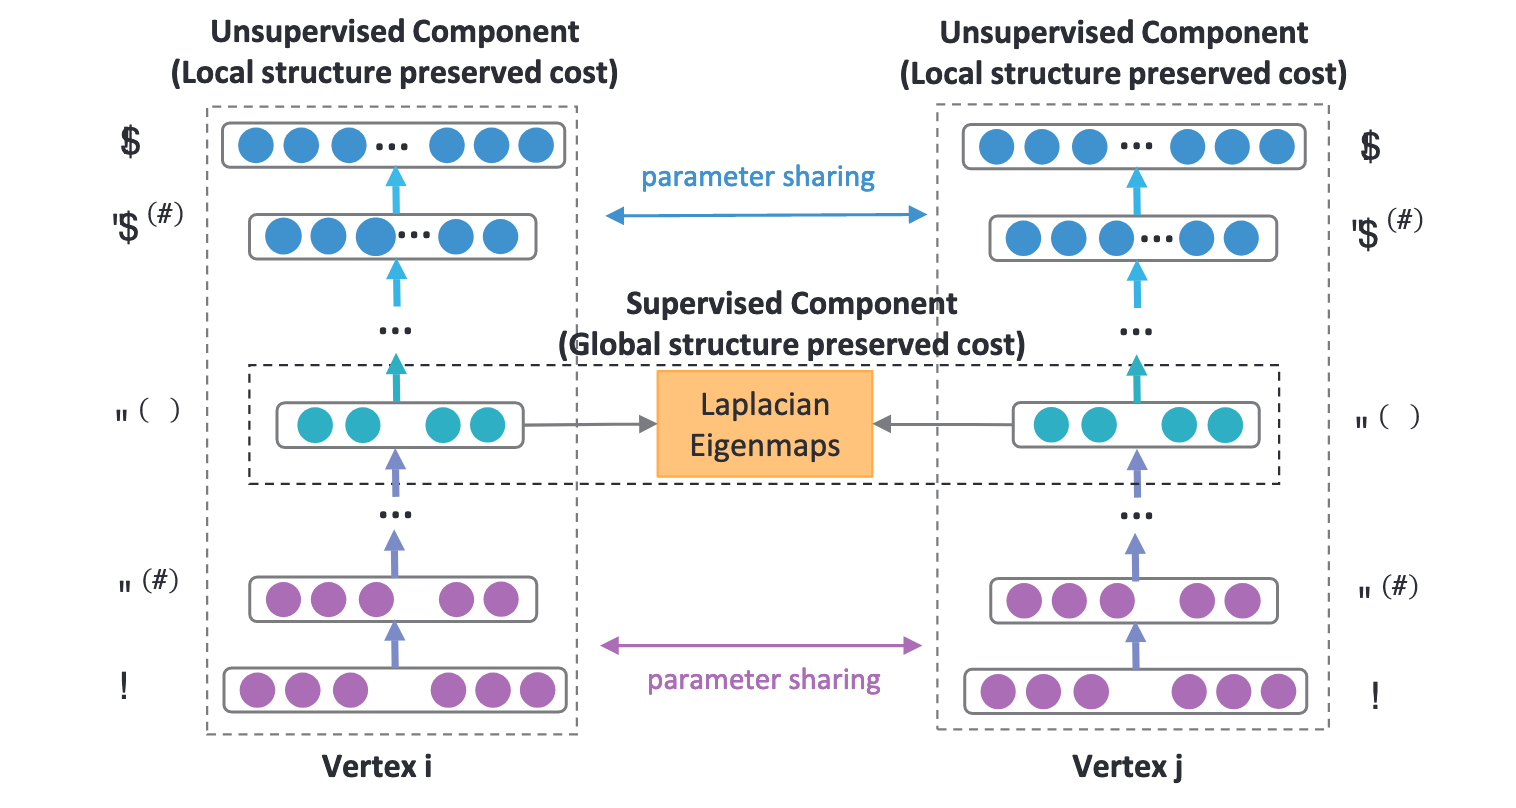 Unsupervised Component
(Local structure preserved cost)
Unsupervised Component
(Local structure preserved cost)
$
$
parameter sharing
"$ (#)
"$ (#)
...
...
Supervised Component
(Global structure preserved cost)
" ( )
Laplacian
Eigenmaps
" ( )
...
...
" (#)
" (#)
parameter sharing
!
!
Vertex i
Vertex j